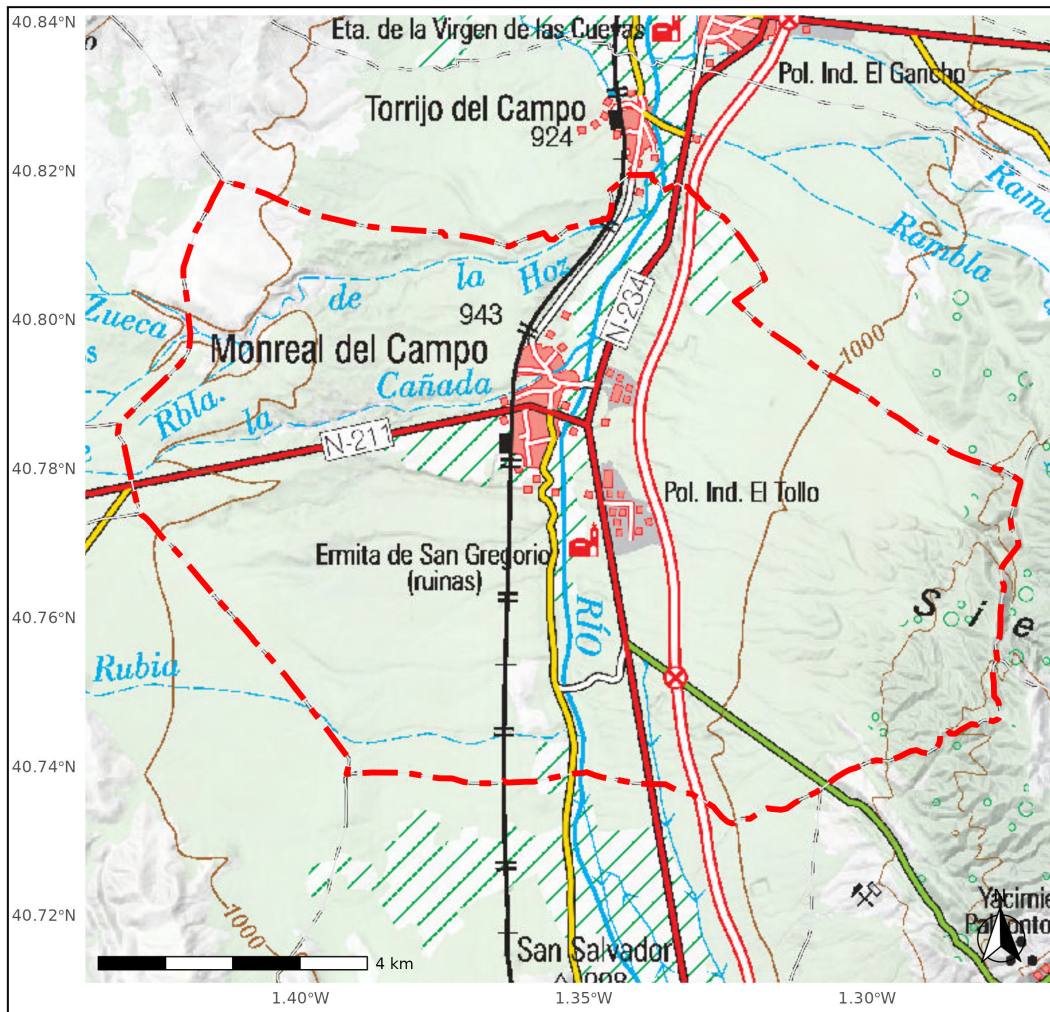 40.84°N
40.82°N
40.80°N
40.78°N
40.76°N
40.74°N
40.72°N
1.40°W
1.35°W
1.30°W
Eta. de la Virgen de las Cuevas
Pol. Ind. El Gancho
Torrijo del Campo
924
Rambla
la
Hoz
de
N-234
943
Zueca
Monreal del Campo
1000
Cañada
Rbla.
la
N-211
Pol. Ind. El Tollo
Ermita de San Gregorio
(ruinas)
RÍO
Sie
Rubia
1000
San Salvador
N
4 km